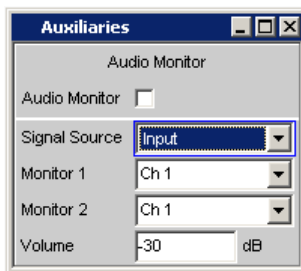 Auxiliaries
Audio Monitor
Audio Monitor
Signal Source Input
Monitor 1 Ch 1
Monitor 2 Ch 1
Volume -30 dB